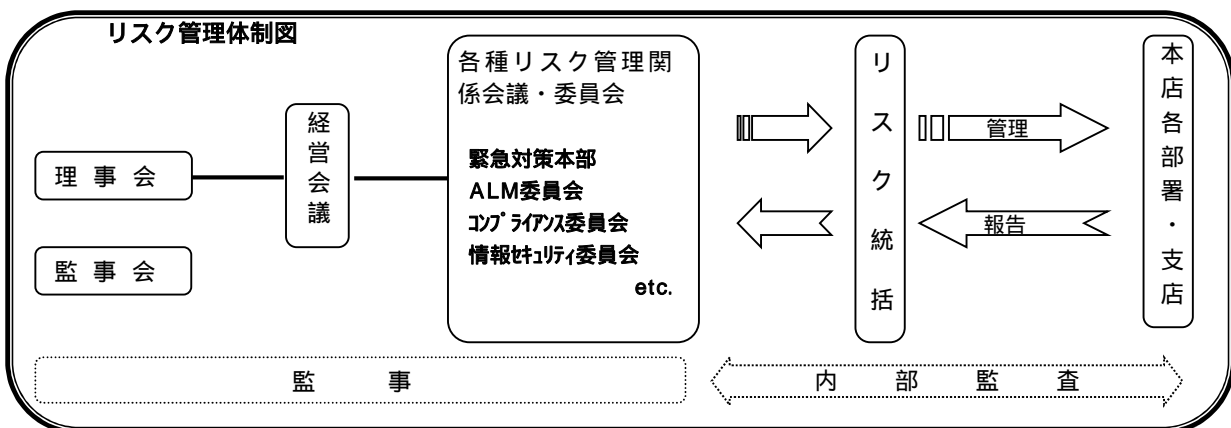 リスク管理体制図
理事会
監事会
経営会議
各種リスク管理関
係会議・委員会
緊急対策本部
ALM委員会
ｺﾝﾌﾟﾗｲｱﾝｽ委員会
情報ｾｷｭﾘﾃｨ委員会
etc.
リスク統括
管理
報告
本店各部署・支店
監事
内部監査